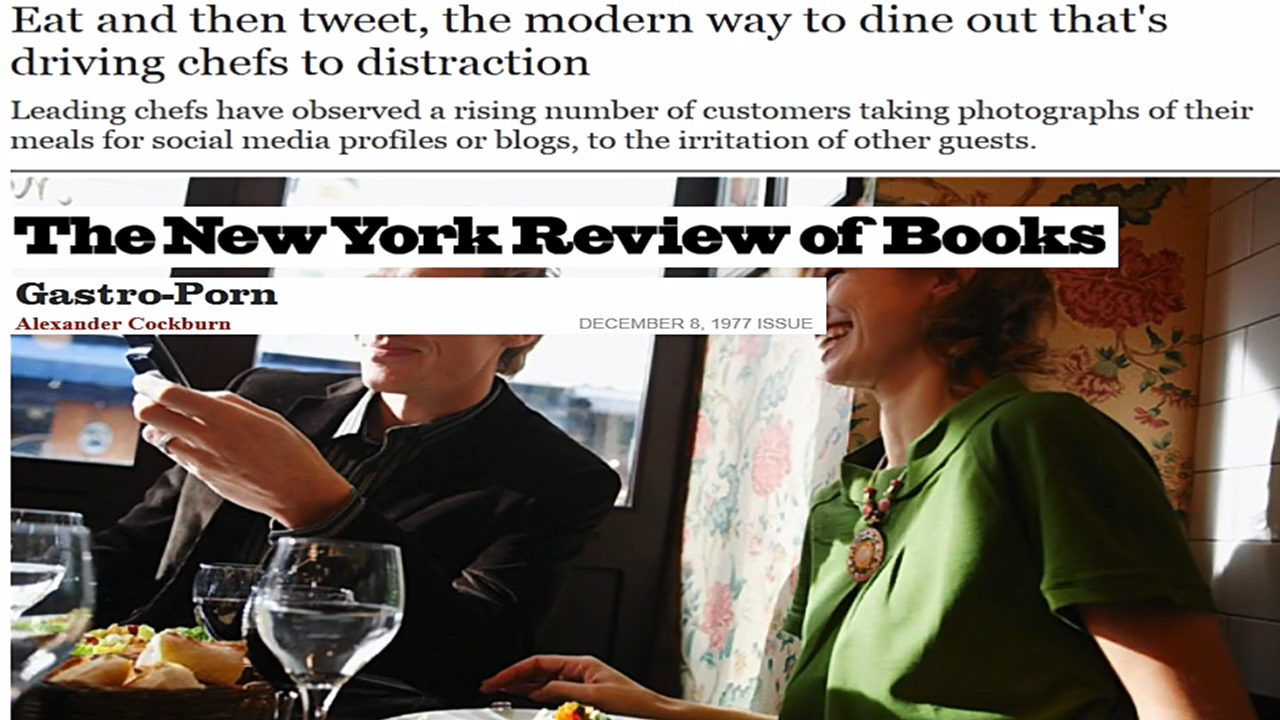 Eat and then tweet, the modern way to dine out that's
driving chefs to distraction
Leading chefs have observed a rising number of customers taking photographs of their
meals for social media profiles or blogs, to the irritation of other guests.
The New York Review of Books
Gastro-Porn
Alexander Cockburn
DECEMBER 8, 1977 ISSUE